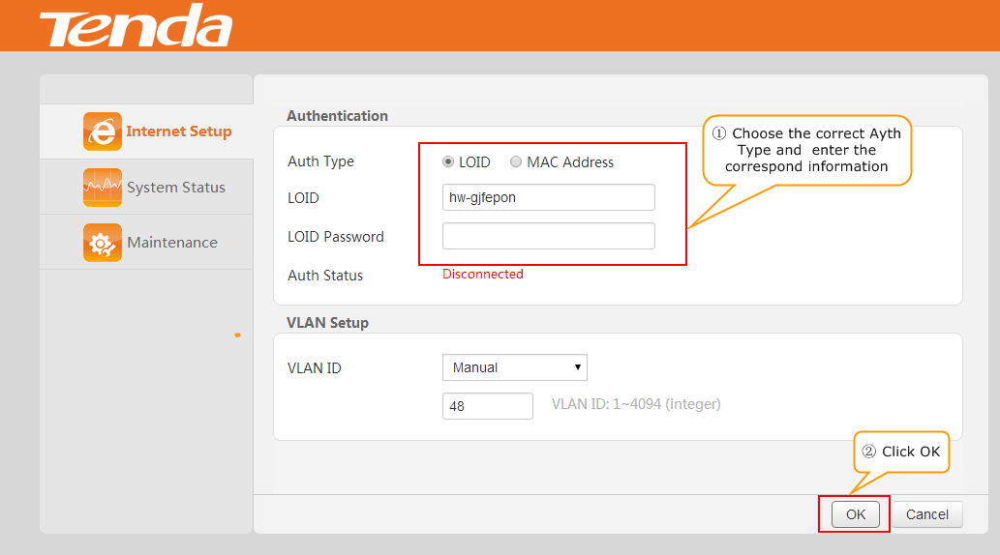 Tenda
Internet Setup
System Status
Maintenance
Authentication
Auth Type
LOID
MAC Address
LOID
hw-gjfepon
LOID Password
Auth Status
Disconnected
① Choose the correct Ayth
Type and enter the
correspond information
VLAN Setup
VLAN ID
Manual
48
VLAN ID: 1~4094 (integer)
② Click OK
OK
Cancel